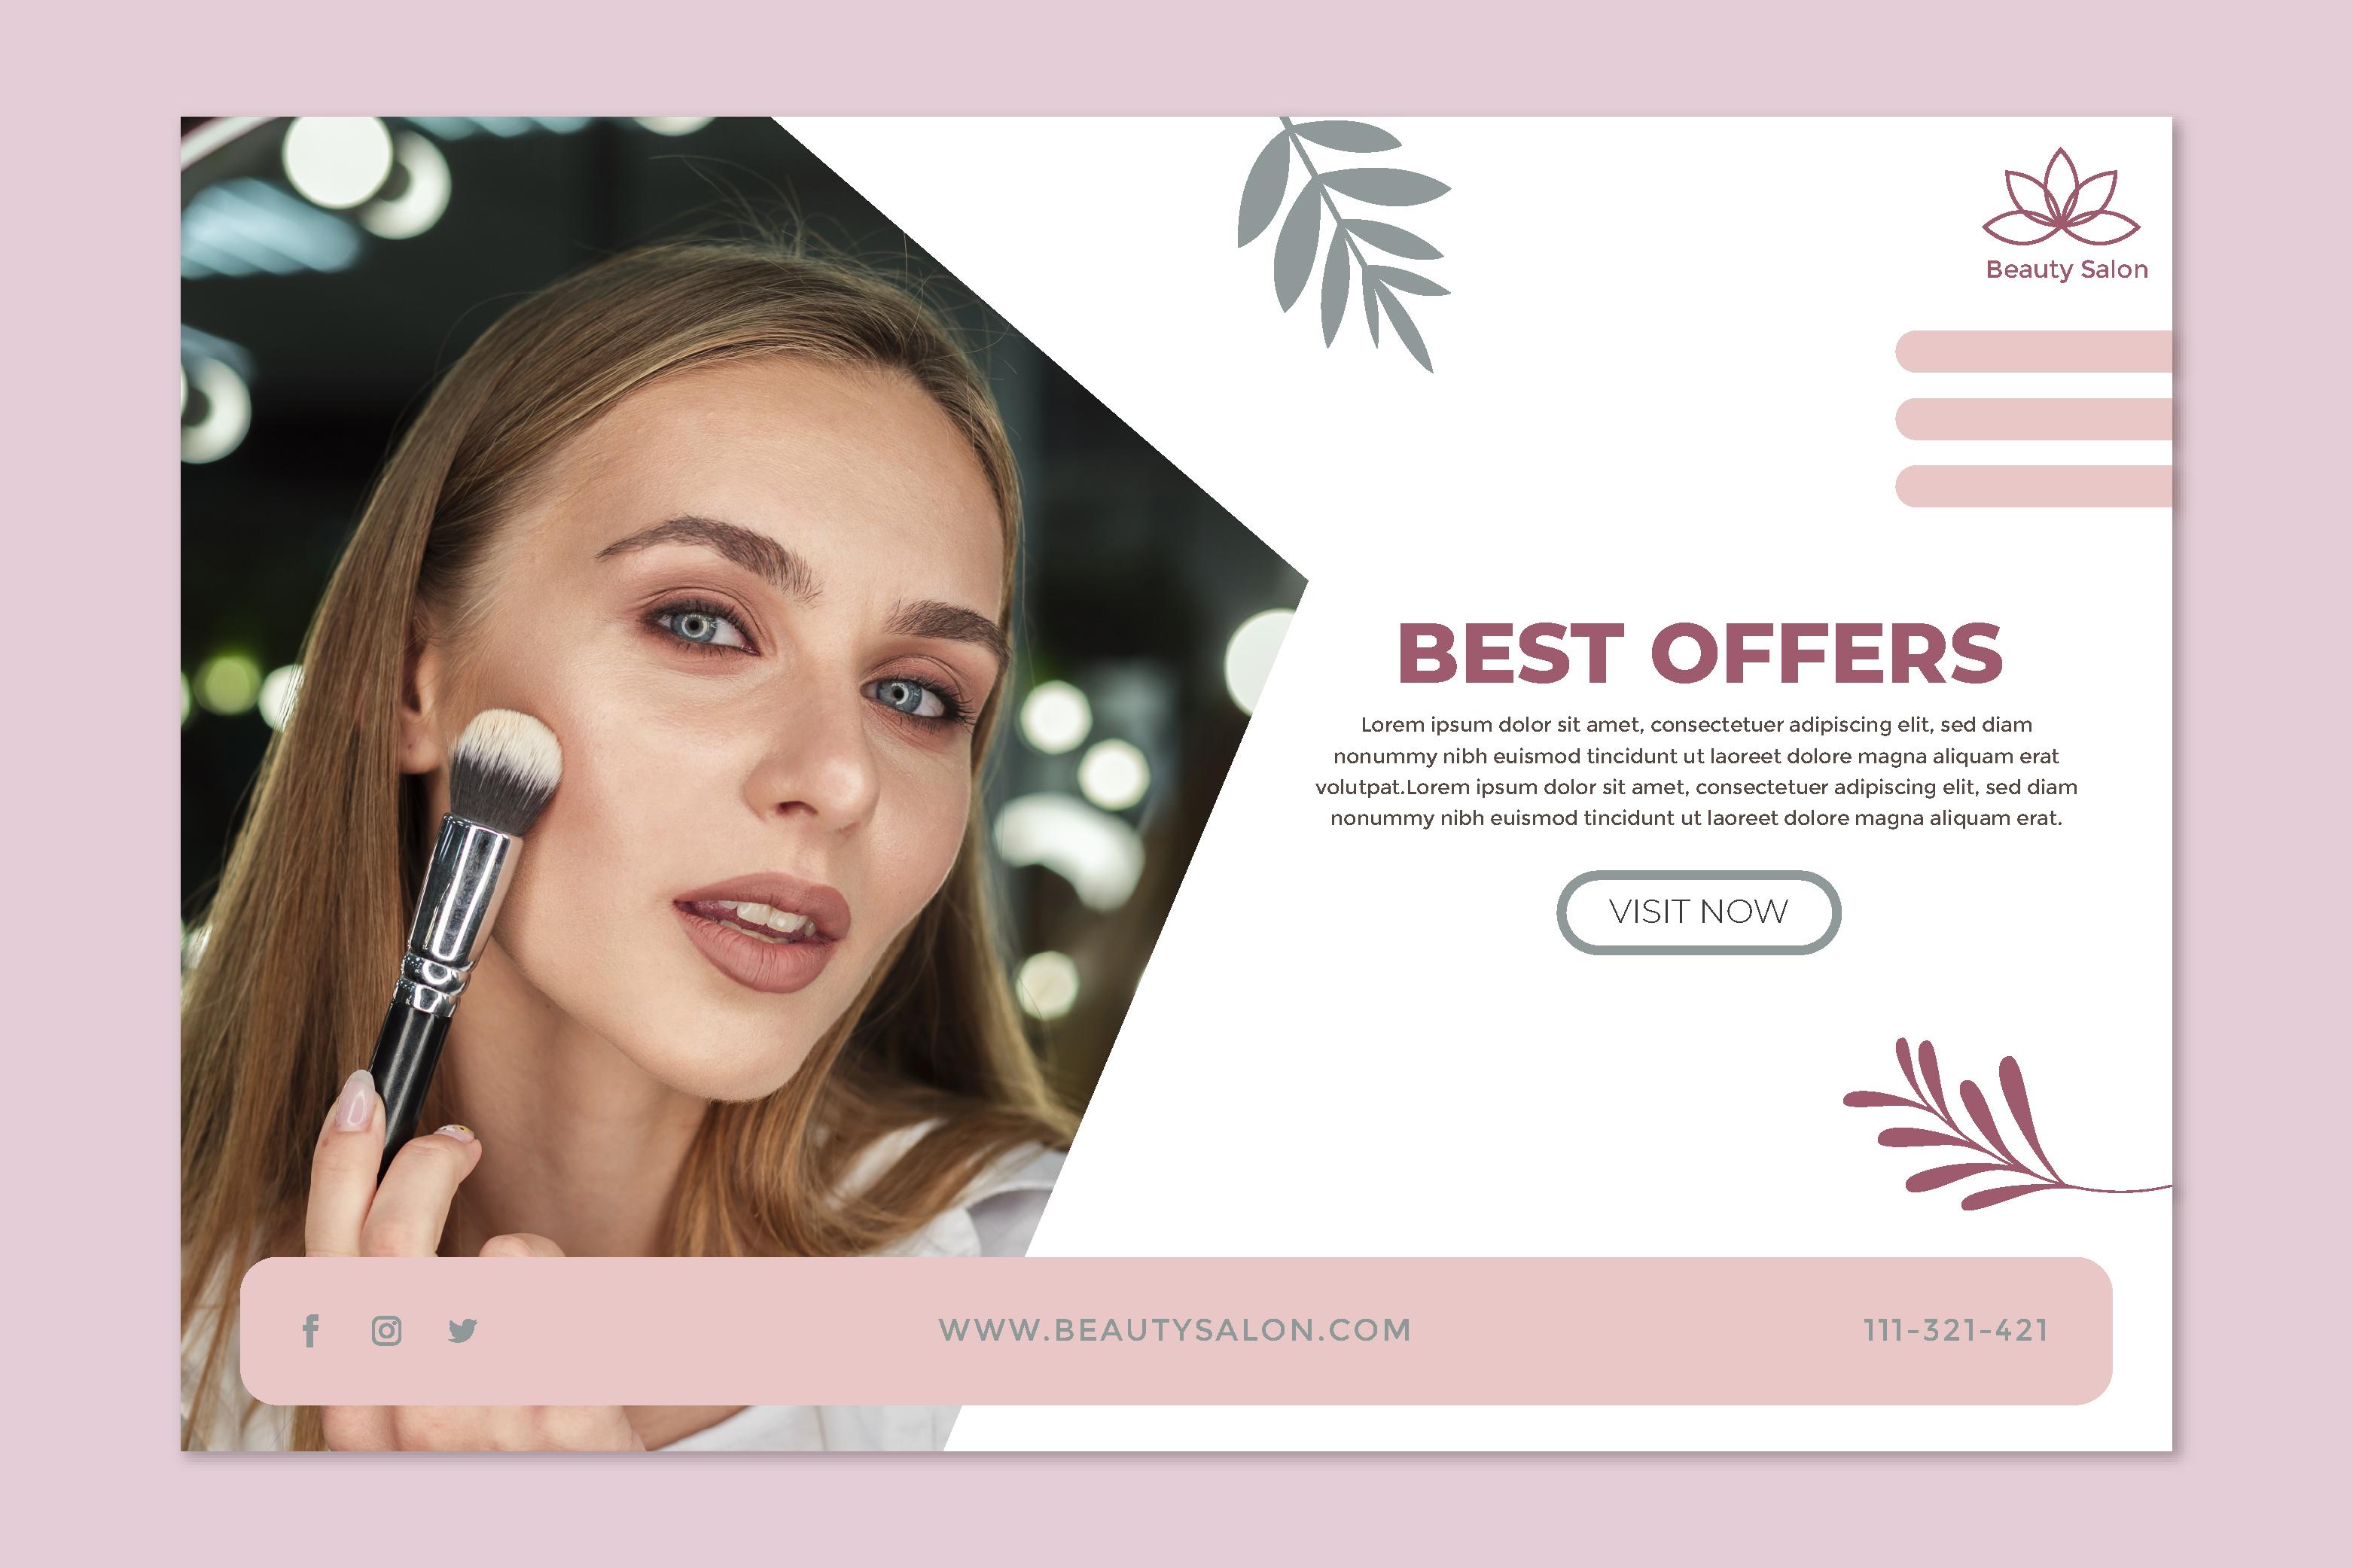 Beauty Salon
BEST OFFERS
Lorem ipsum dolor sit amet, consectetuer adipiscing elit, sed diam
nonummy nibh euismod tincidunt ut laoreet dolore magna aliquam erat
volutpat.Lorem ipsum dolor sit amet, consectetuer adipiscing elit, sed diam
nonummy nibh euismod tincidunt ut laoreet dolore magna aliquam erat.
VISIT NOW
WWW.BEAUTYSALON.COM
111-321-421